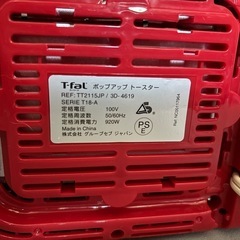 T-fal ポップアップ トースター
REF: TT2115JP / 3D- 4619
SERIE T18-A
定格電圧 100V
定格周波数 50/60Hz
定格消費電力 920W
Made in China
株式会社 グループセブ ジャパン
PS
E